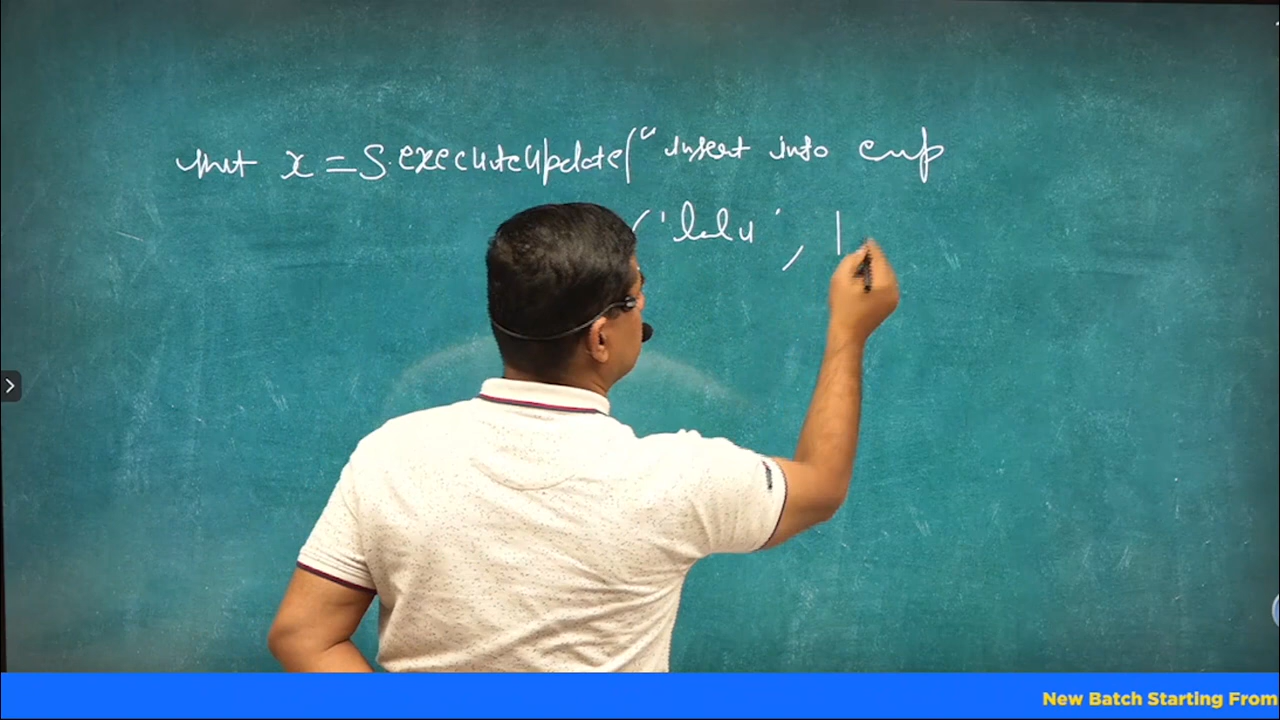 int x = S.executeUpdate("insert into emp
('lalu', 1
New Batch Starting From